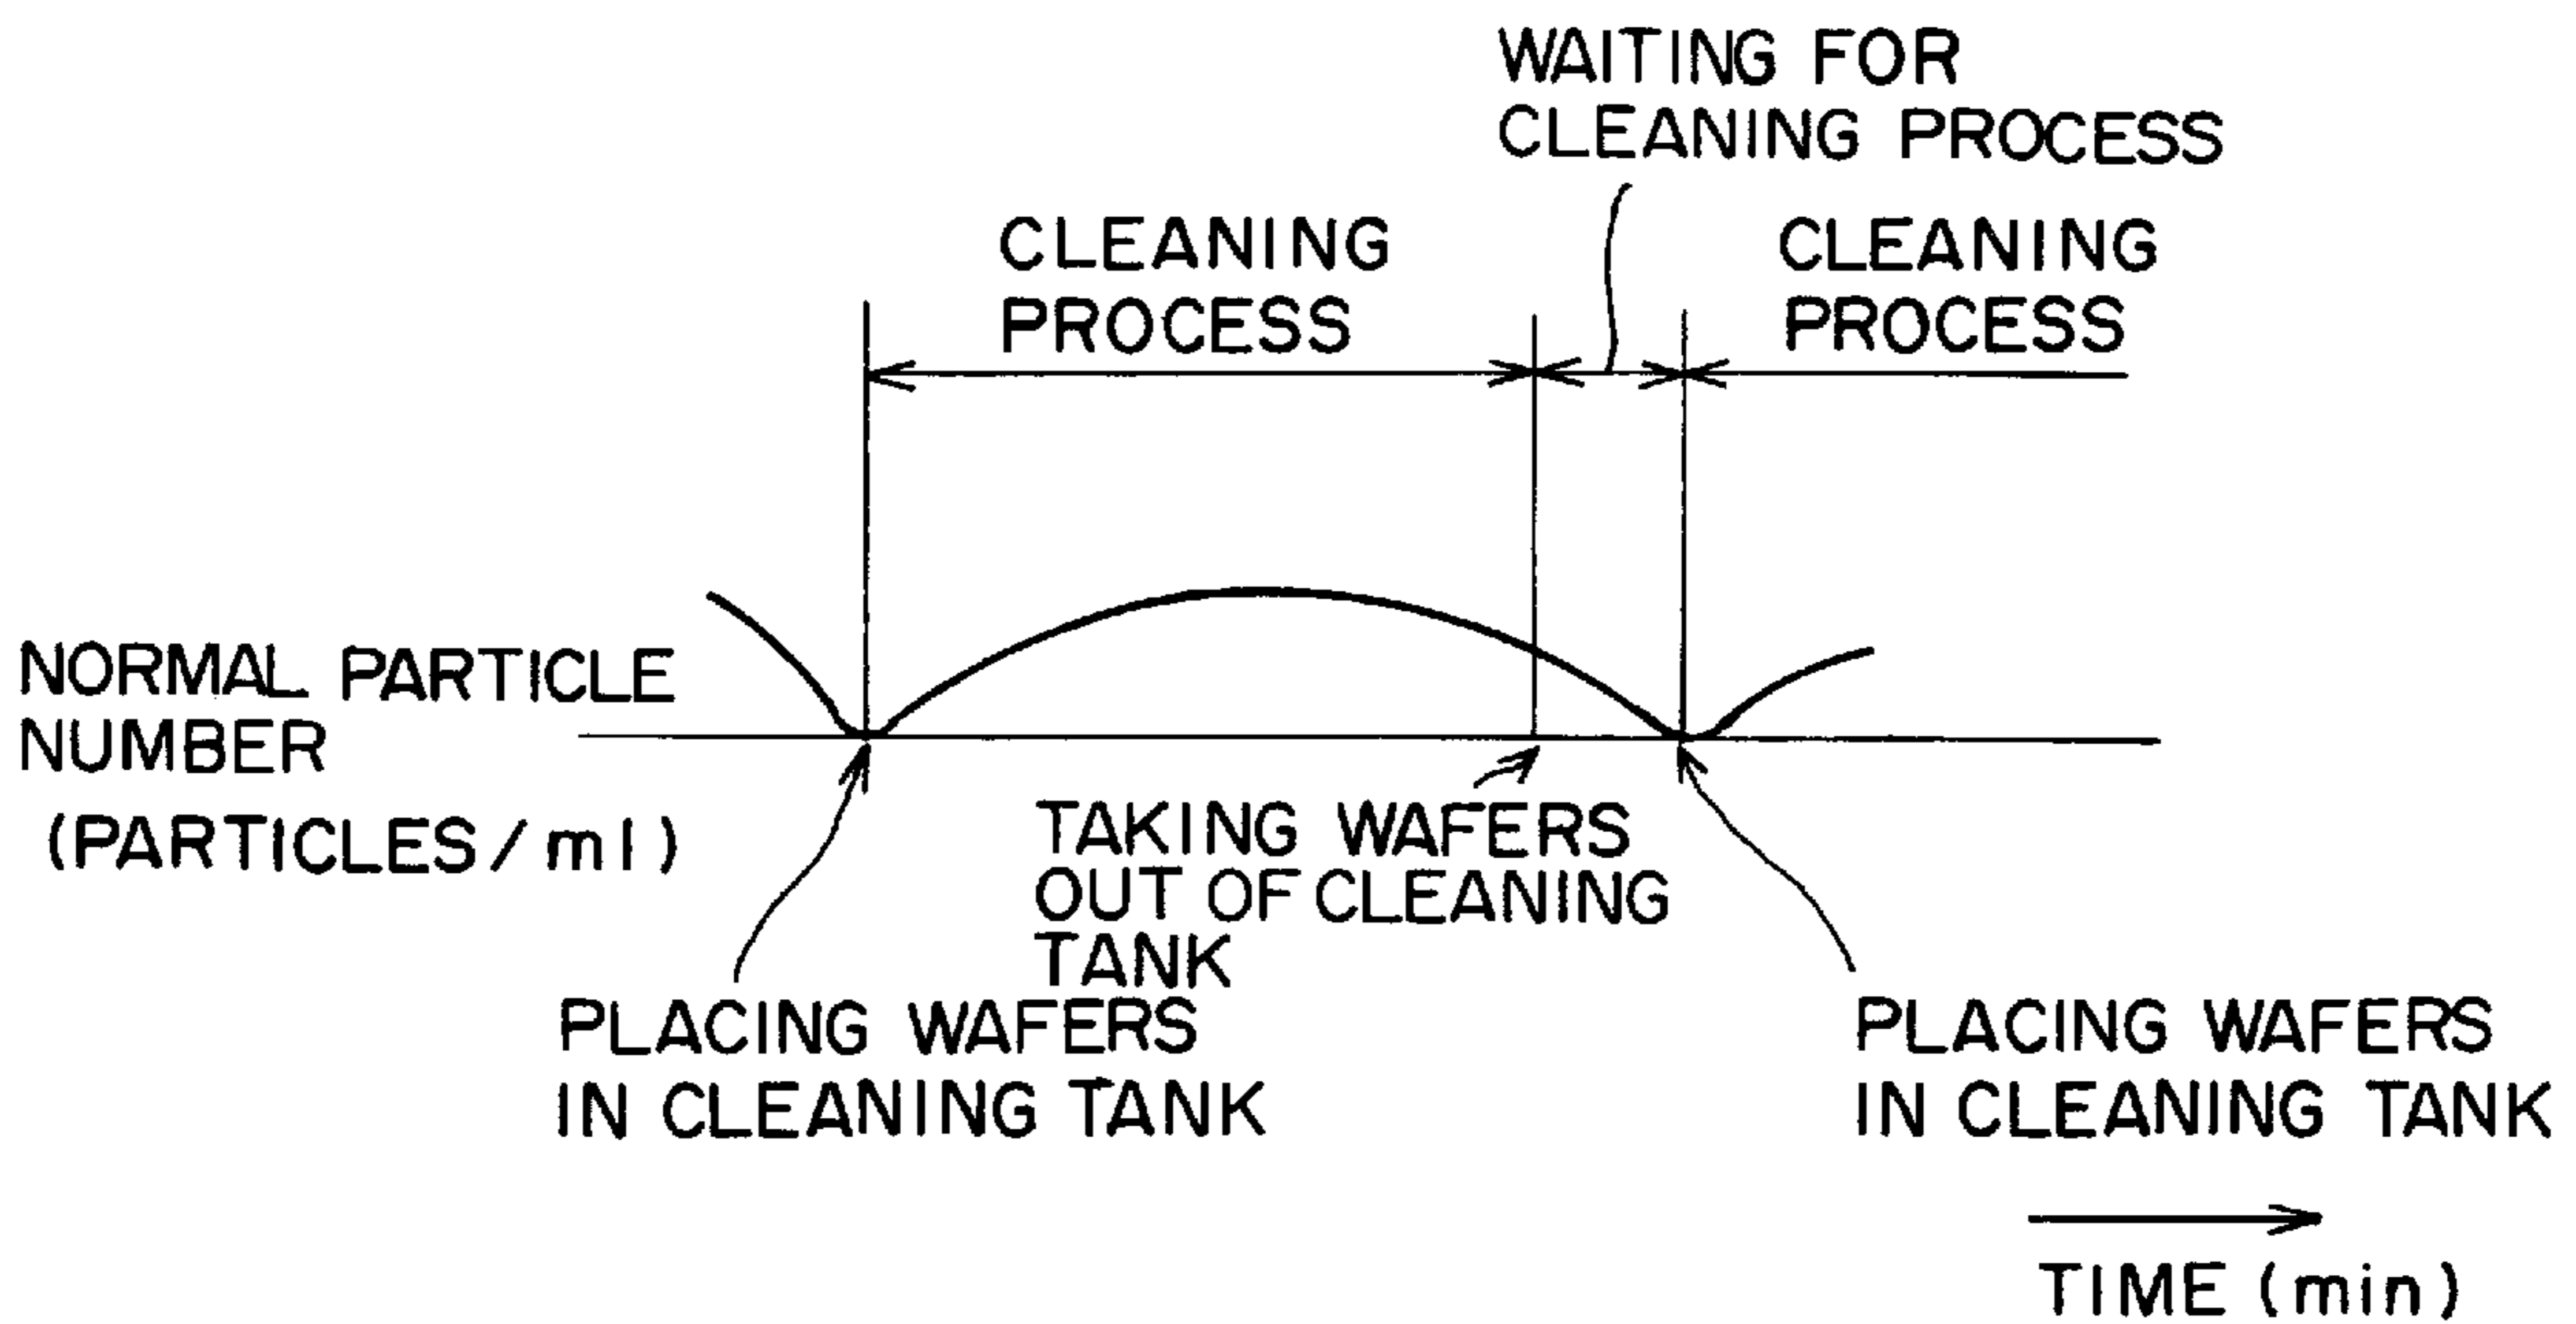 WAITING FOR
CLEANING PROCESS
CLEANING
PROCESS
CLEANING
PROCESS
NORMAL PARTICLE
NUMBER
(PARTICLES/ml)
TAKING WAFERS
OUT OF CLEANING
TANK
PLACING WAFERS
IN CLEANING TANK
PLACING WAFERS
IN CLEANING TANK
TIME (min)